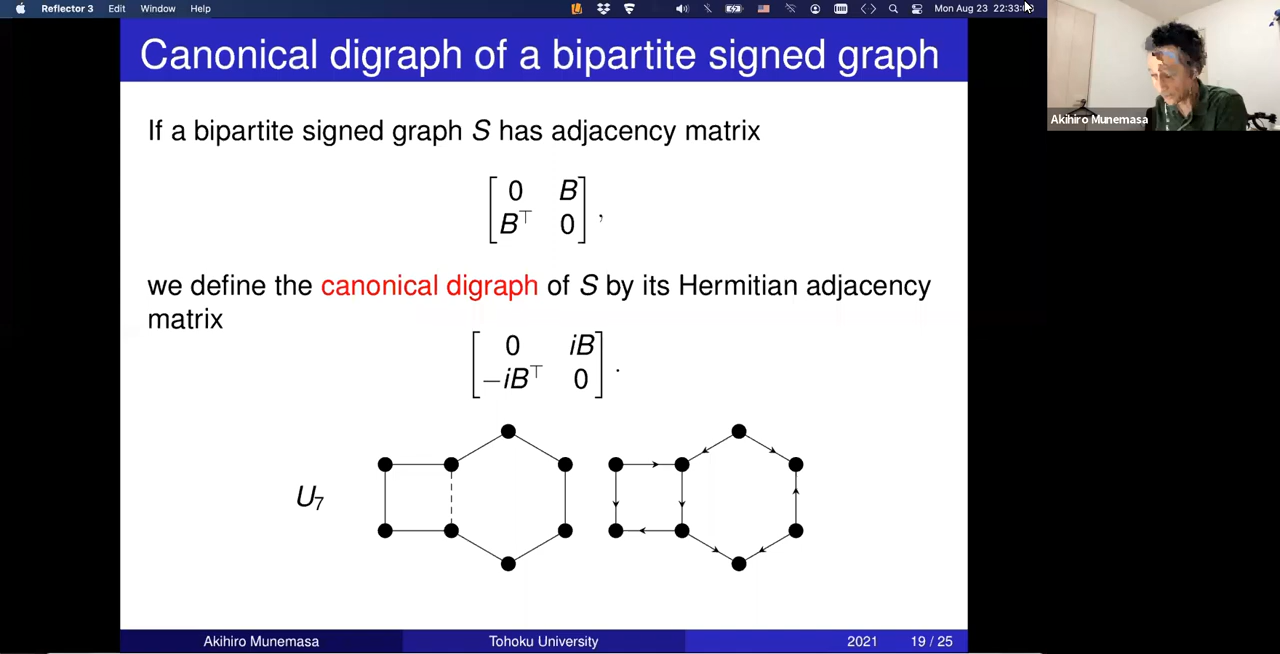 Reflector 3 Edit Window Help Mon Aug 23 22:33:
Canonical digraph of a bipartite signed graph
Akihiro Munemasa
If a bipartite signed graph S has adjacency matrix
0 B
B⊤ 0 ,
we define the canonical digraph of S by its Hermitian adjacency
matrix
0 iB
−iB⊤ 0 .
U₇
Akihiro Munemasa Tohoku University 2021 19 / 25